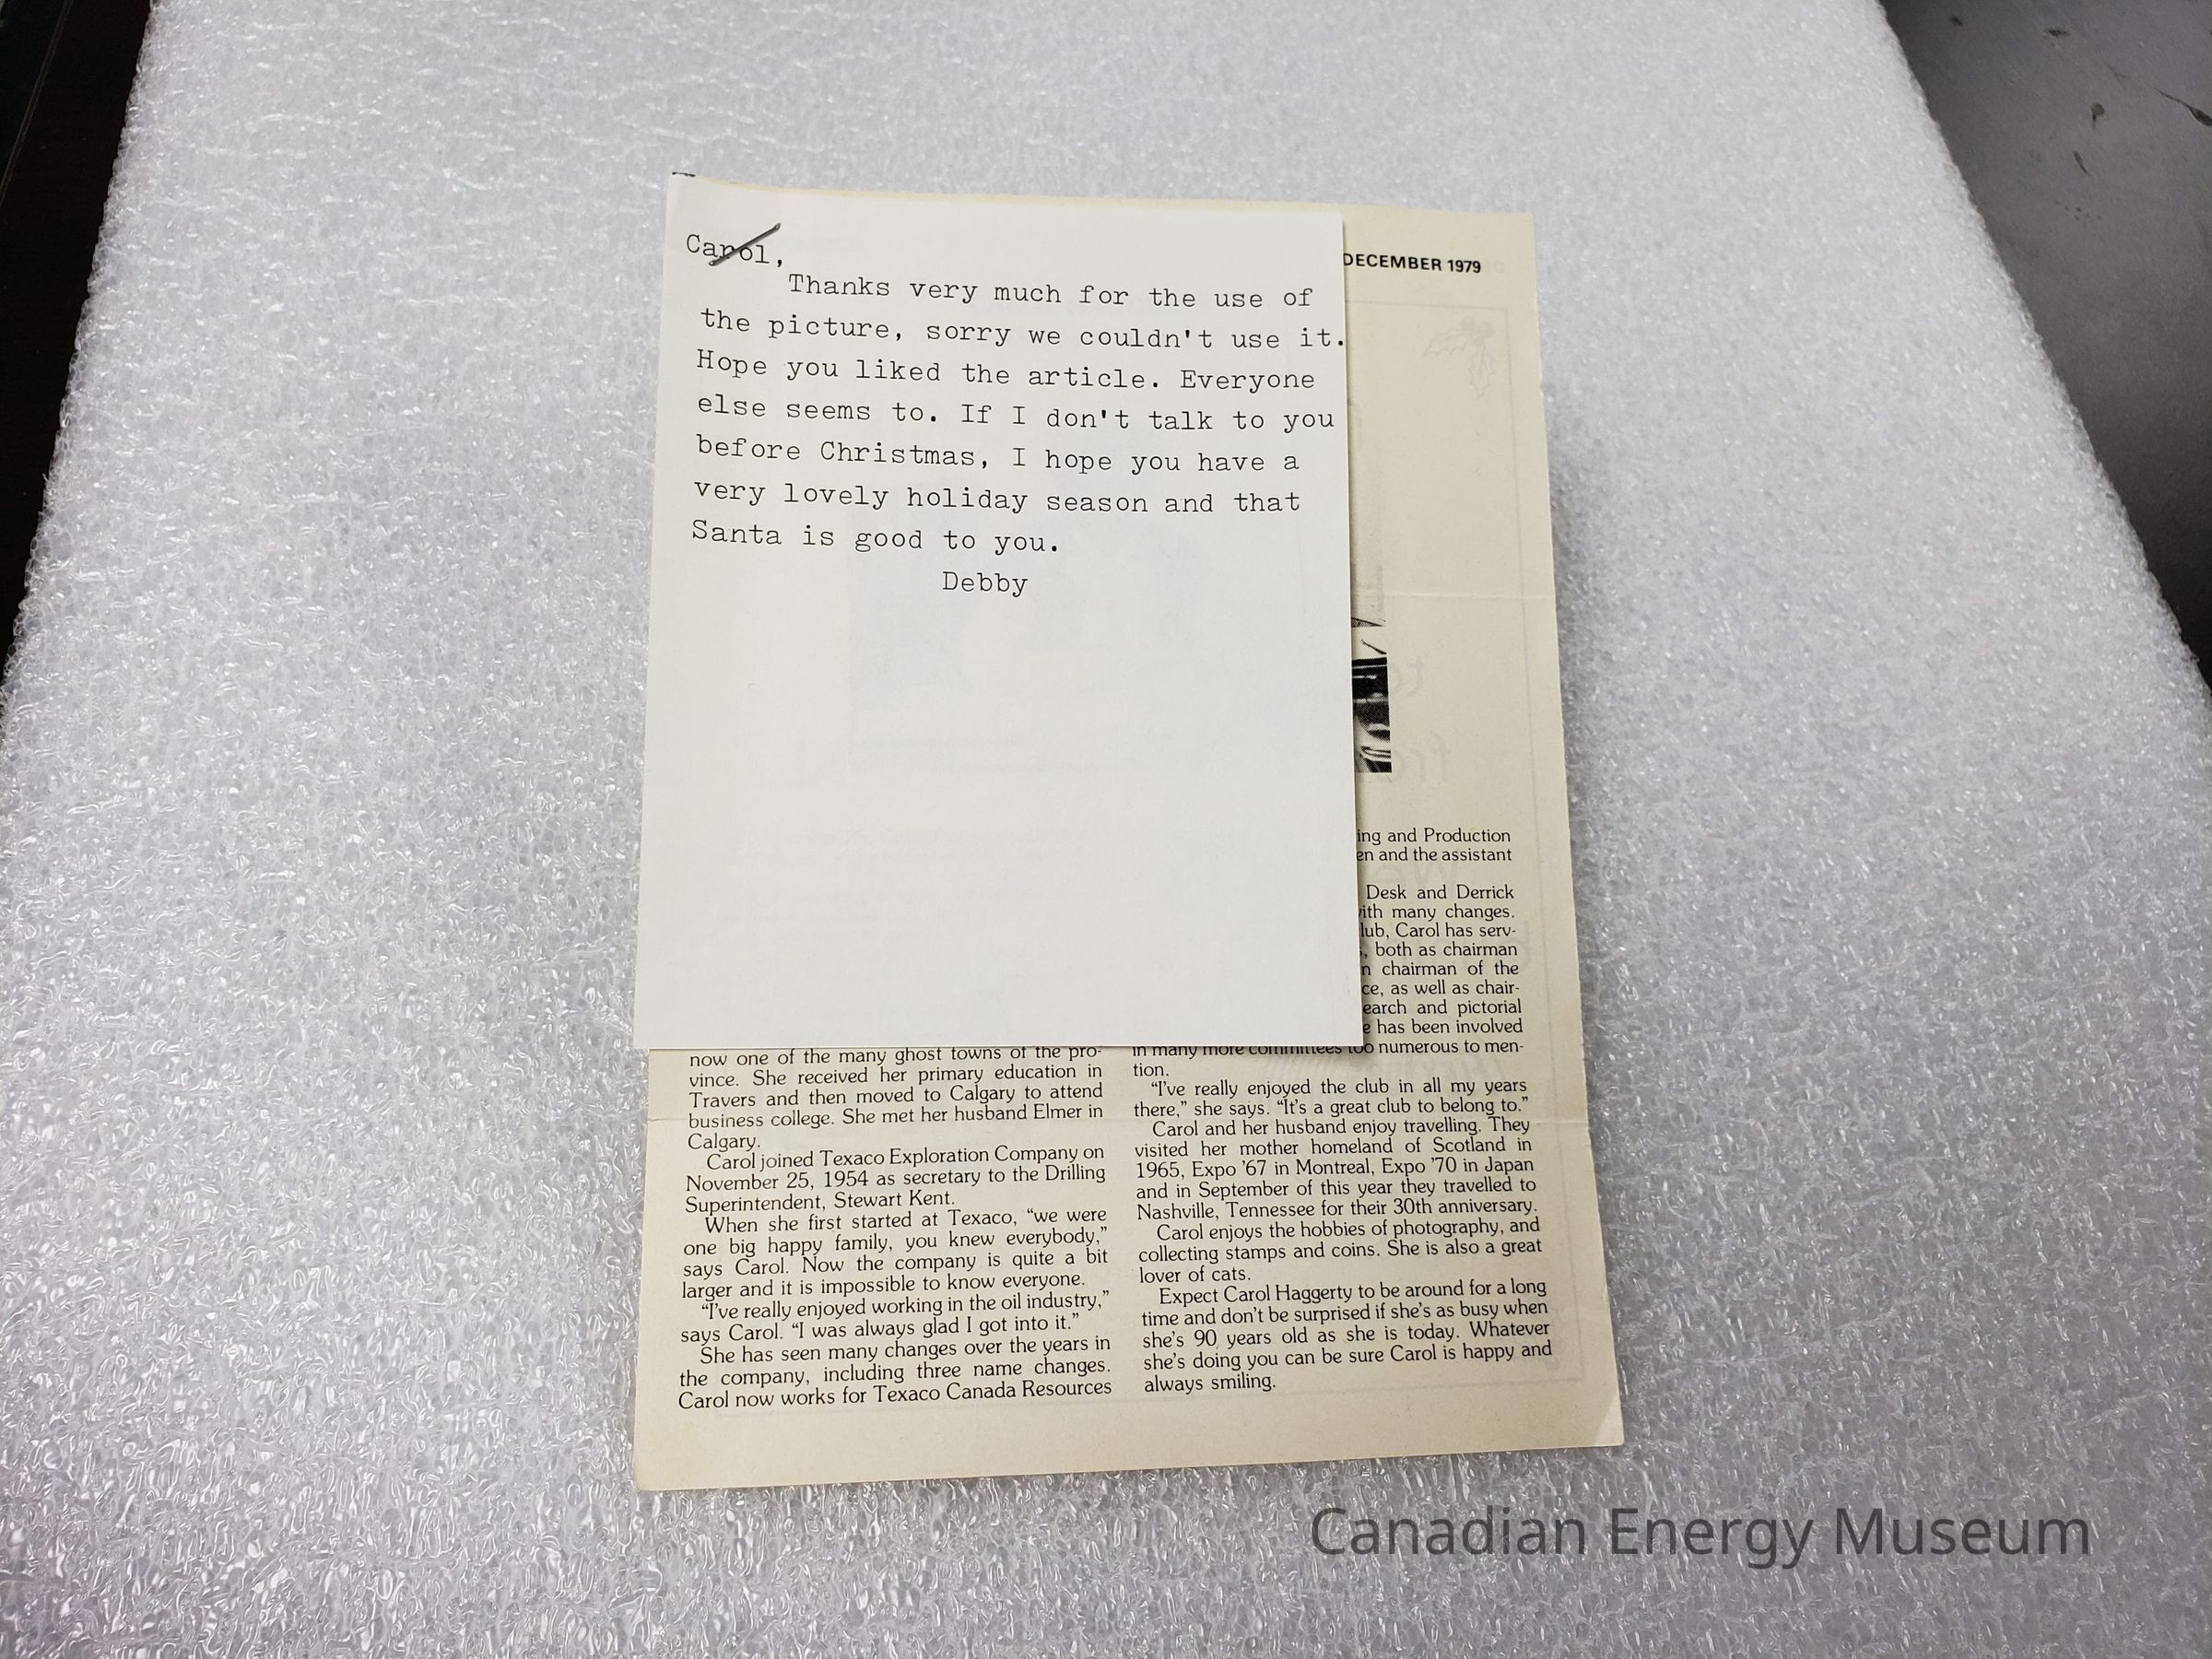 Carol,
Thanks very much for the use of
the picture, sorry we couldn't use it.
Hope you liked the article. Everyone
else seems to. If I don't talk to you
before Christmas, I hope you have a
very lovely holiday season and that
Santa is good to you.
Debby
DECEMBER 1979
now one of the many ghost towns of the pro-
vince. She received her primary education in
Travers and then moved to Calgary to attend
business college. She met her husband Elmer in
Calgary.
Carol joined Texaco Exploration Company on
November 25, 1954 as secretary to the Drilling
Superintendent, Stewart Kent.
When she first started at Texaco, “we were
one big happy family, you knew everybody,”
says Carol. Now the company is quite a bit
larger and it is impossible to know everyone.
“I’ve really enjoyed working in the oil industry,”
says Carol. “I was always glad I got into it.”
She has seen many changes over the years in
the company, including three name changes.
Carol now works for Texaco Canada Resources
and Production
and the assistant
Desk and Derrick
with many changes.
Carol has serv-
both as chairman
chairman of the
as well as chair-
and pictorial
has been involved
in many more committees too numerous to men-
tion.
“I’ve really enjoyed the club in all my years
there,” she says. “It’s a great club to belong to.”
Carol and her husband enjoy travelling. They
visited her mother homeland of Scotland in
1965, Expo ’67 in Montreal, Expo ’70 in Japan
and in September of this year they travelled to
Nashville, Tennessee for their 30th anniversary.
Carol enjoys the hobbies of photography, and
collecting stamps and coins. She is also a great
lover of cats.
Expect Carol Haggerty to be around for a long
time and don’t be surprised if she’s as busy when
she’s 90 years old as she is today. Whatever
she’s doing you can be sure Carol is happy and
always smiling.
Canadian Energy Museum